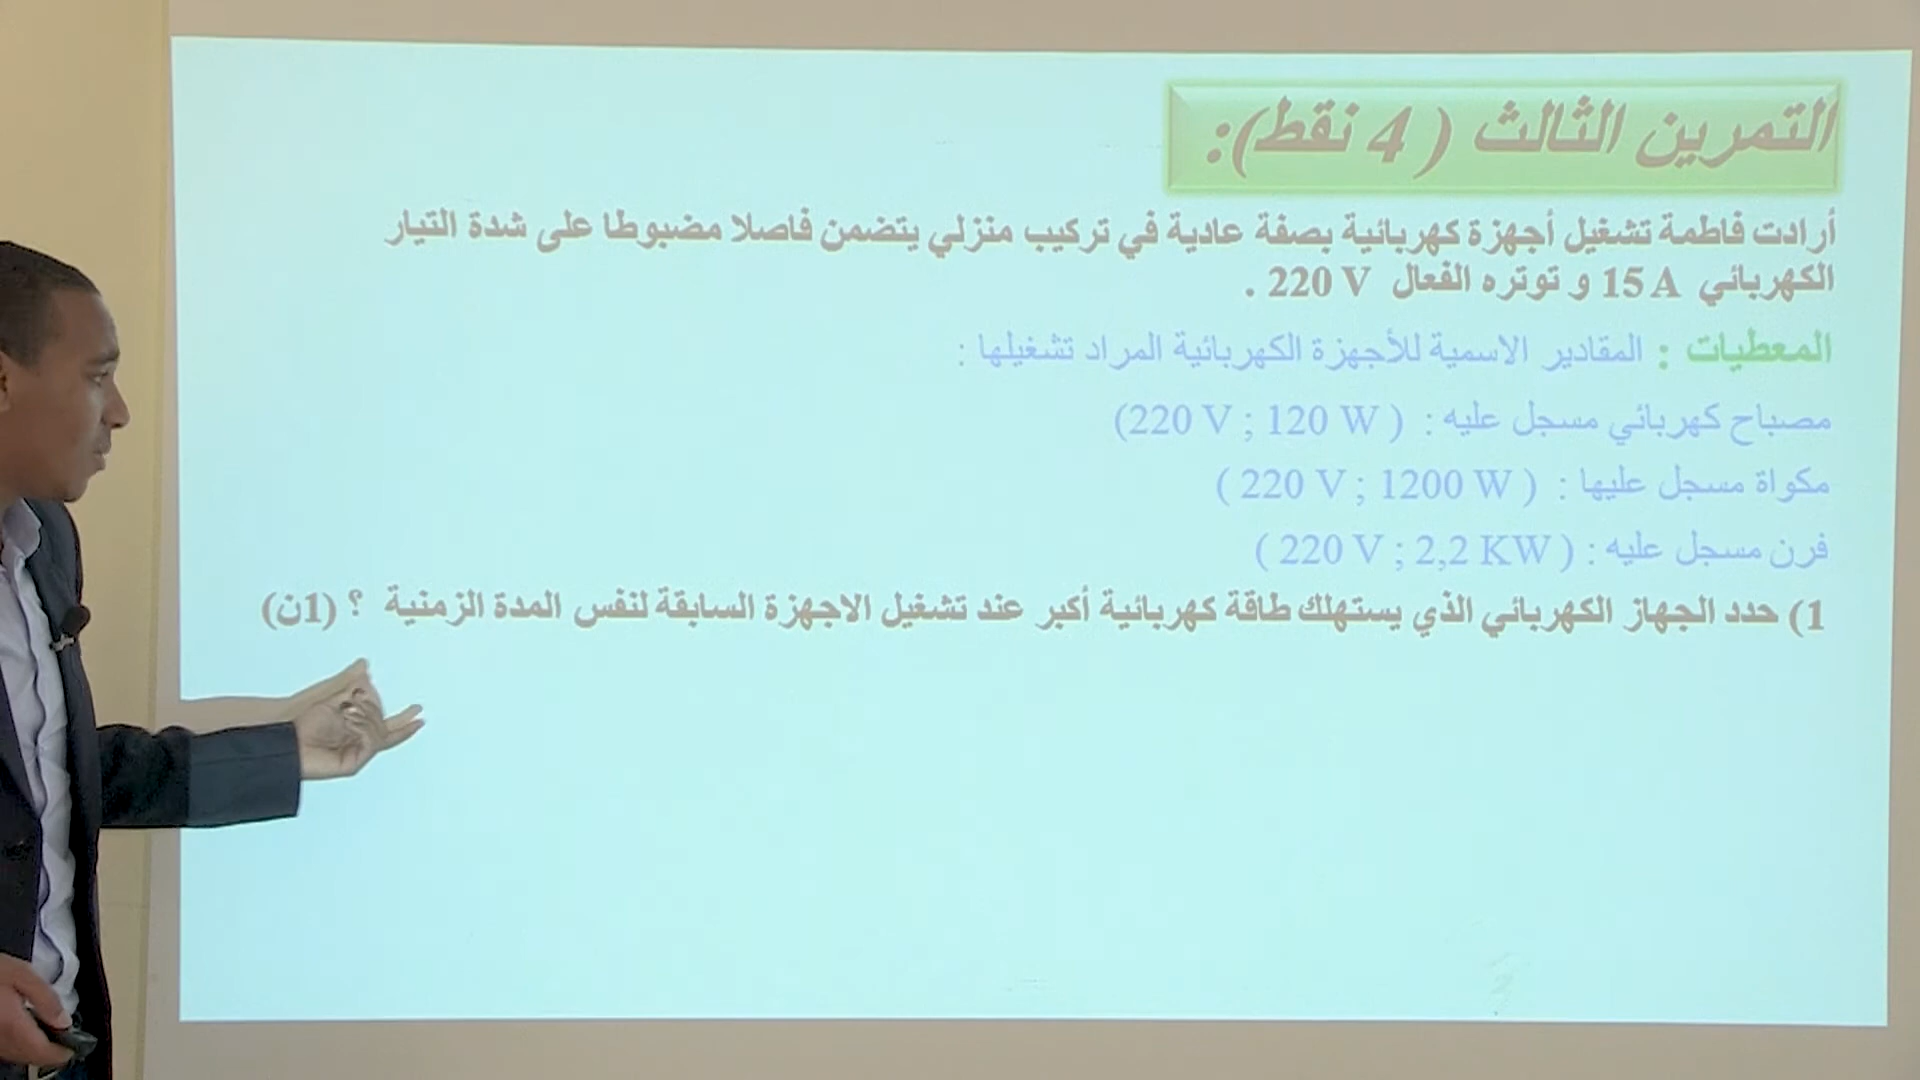 التمرين الثالث ( 4 نقط):
أرادت فاطمة تشغيل أجهزة كهربائية بصفة عادية في تركيب منزلي يتضمن فاصلا مضبوطا على شدة التيار
الكهربائي 15 A و توتره الفعال 220 V .
المعطيات : المقادير الاسمية للأجهزة الكهربائية المراد تشغيلها :
مصباح كهربائي مسجل عليه : (220 V ; 120 W )
مكواة مسجل عليها : ( 220 V ; 1200 W )
فرن مسجل عليه : ( 220 V ; 2,2 KW )
1) حدد الجهاز الكهربائي الذي يستهلك طاقة كهربائية أكبر عند تشغيل الاجهزة السابقة لنفس المدة الزمنية ؟ (1ن)